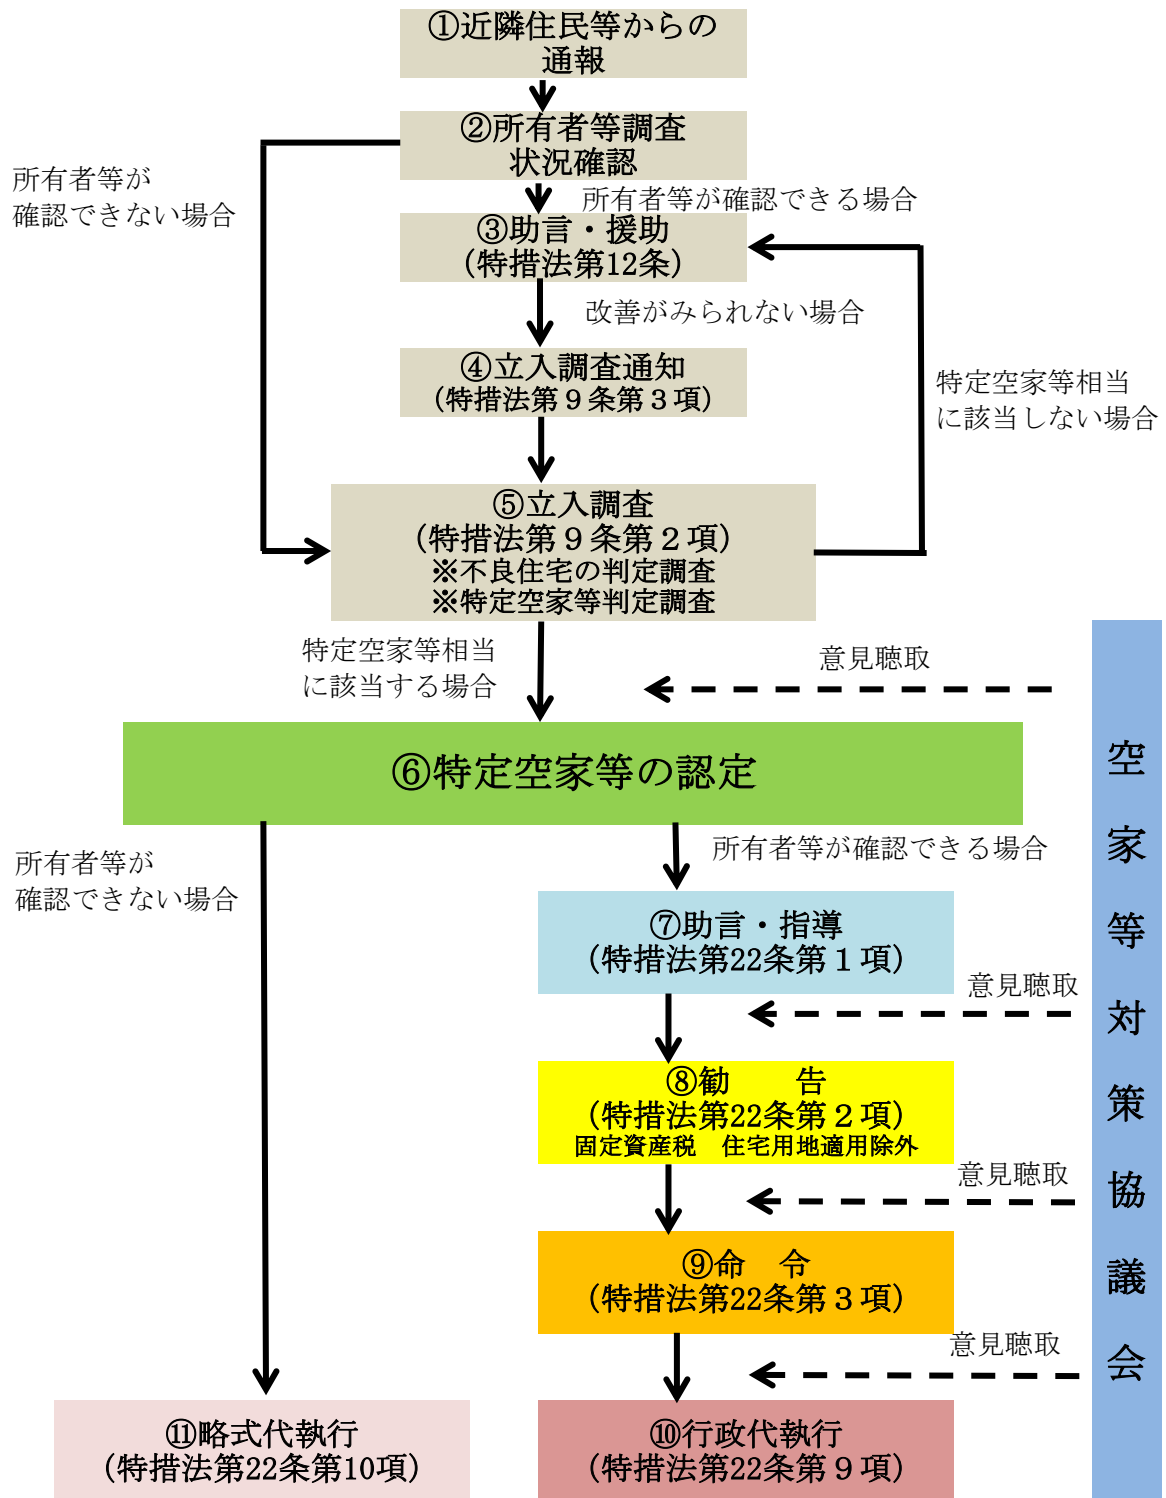 ①近隣住民等からの
通報
②所有者等調査
状況確認
所有者等が
確認できない場合
所有者等が確認できる場合
③助言・援助
(特措法第12条)
改善がみられない場合
④立入調査通知
(特措法第９条第３項)
特定空家等相当
に該当しない場合
⑤立入調査
(特措法第９条第２項)
※不良住宅の判定調査
※特定空家等判定調査
特定空家等相当
に該当する場合
意見聴取
⑥特定空家等の認定
所有者等が
確認できない場合
所有者等が確認できる場合
⑦助言・指導
(特措法第22条第１項)
意見聴取
⑧勧　　告
(特措法第22条第２項)
固定資産税　住宅用地適用除外
意見聴取
⑨命　令
(特措法第22条第３項)
意見聴取
⑪略式代執行
(特措法第22条第10項)
⑩行政代執行
(特措法第22条第９項)
空家等対策協議会